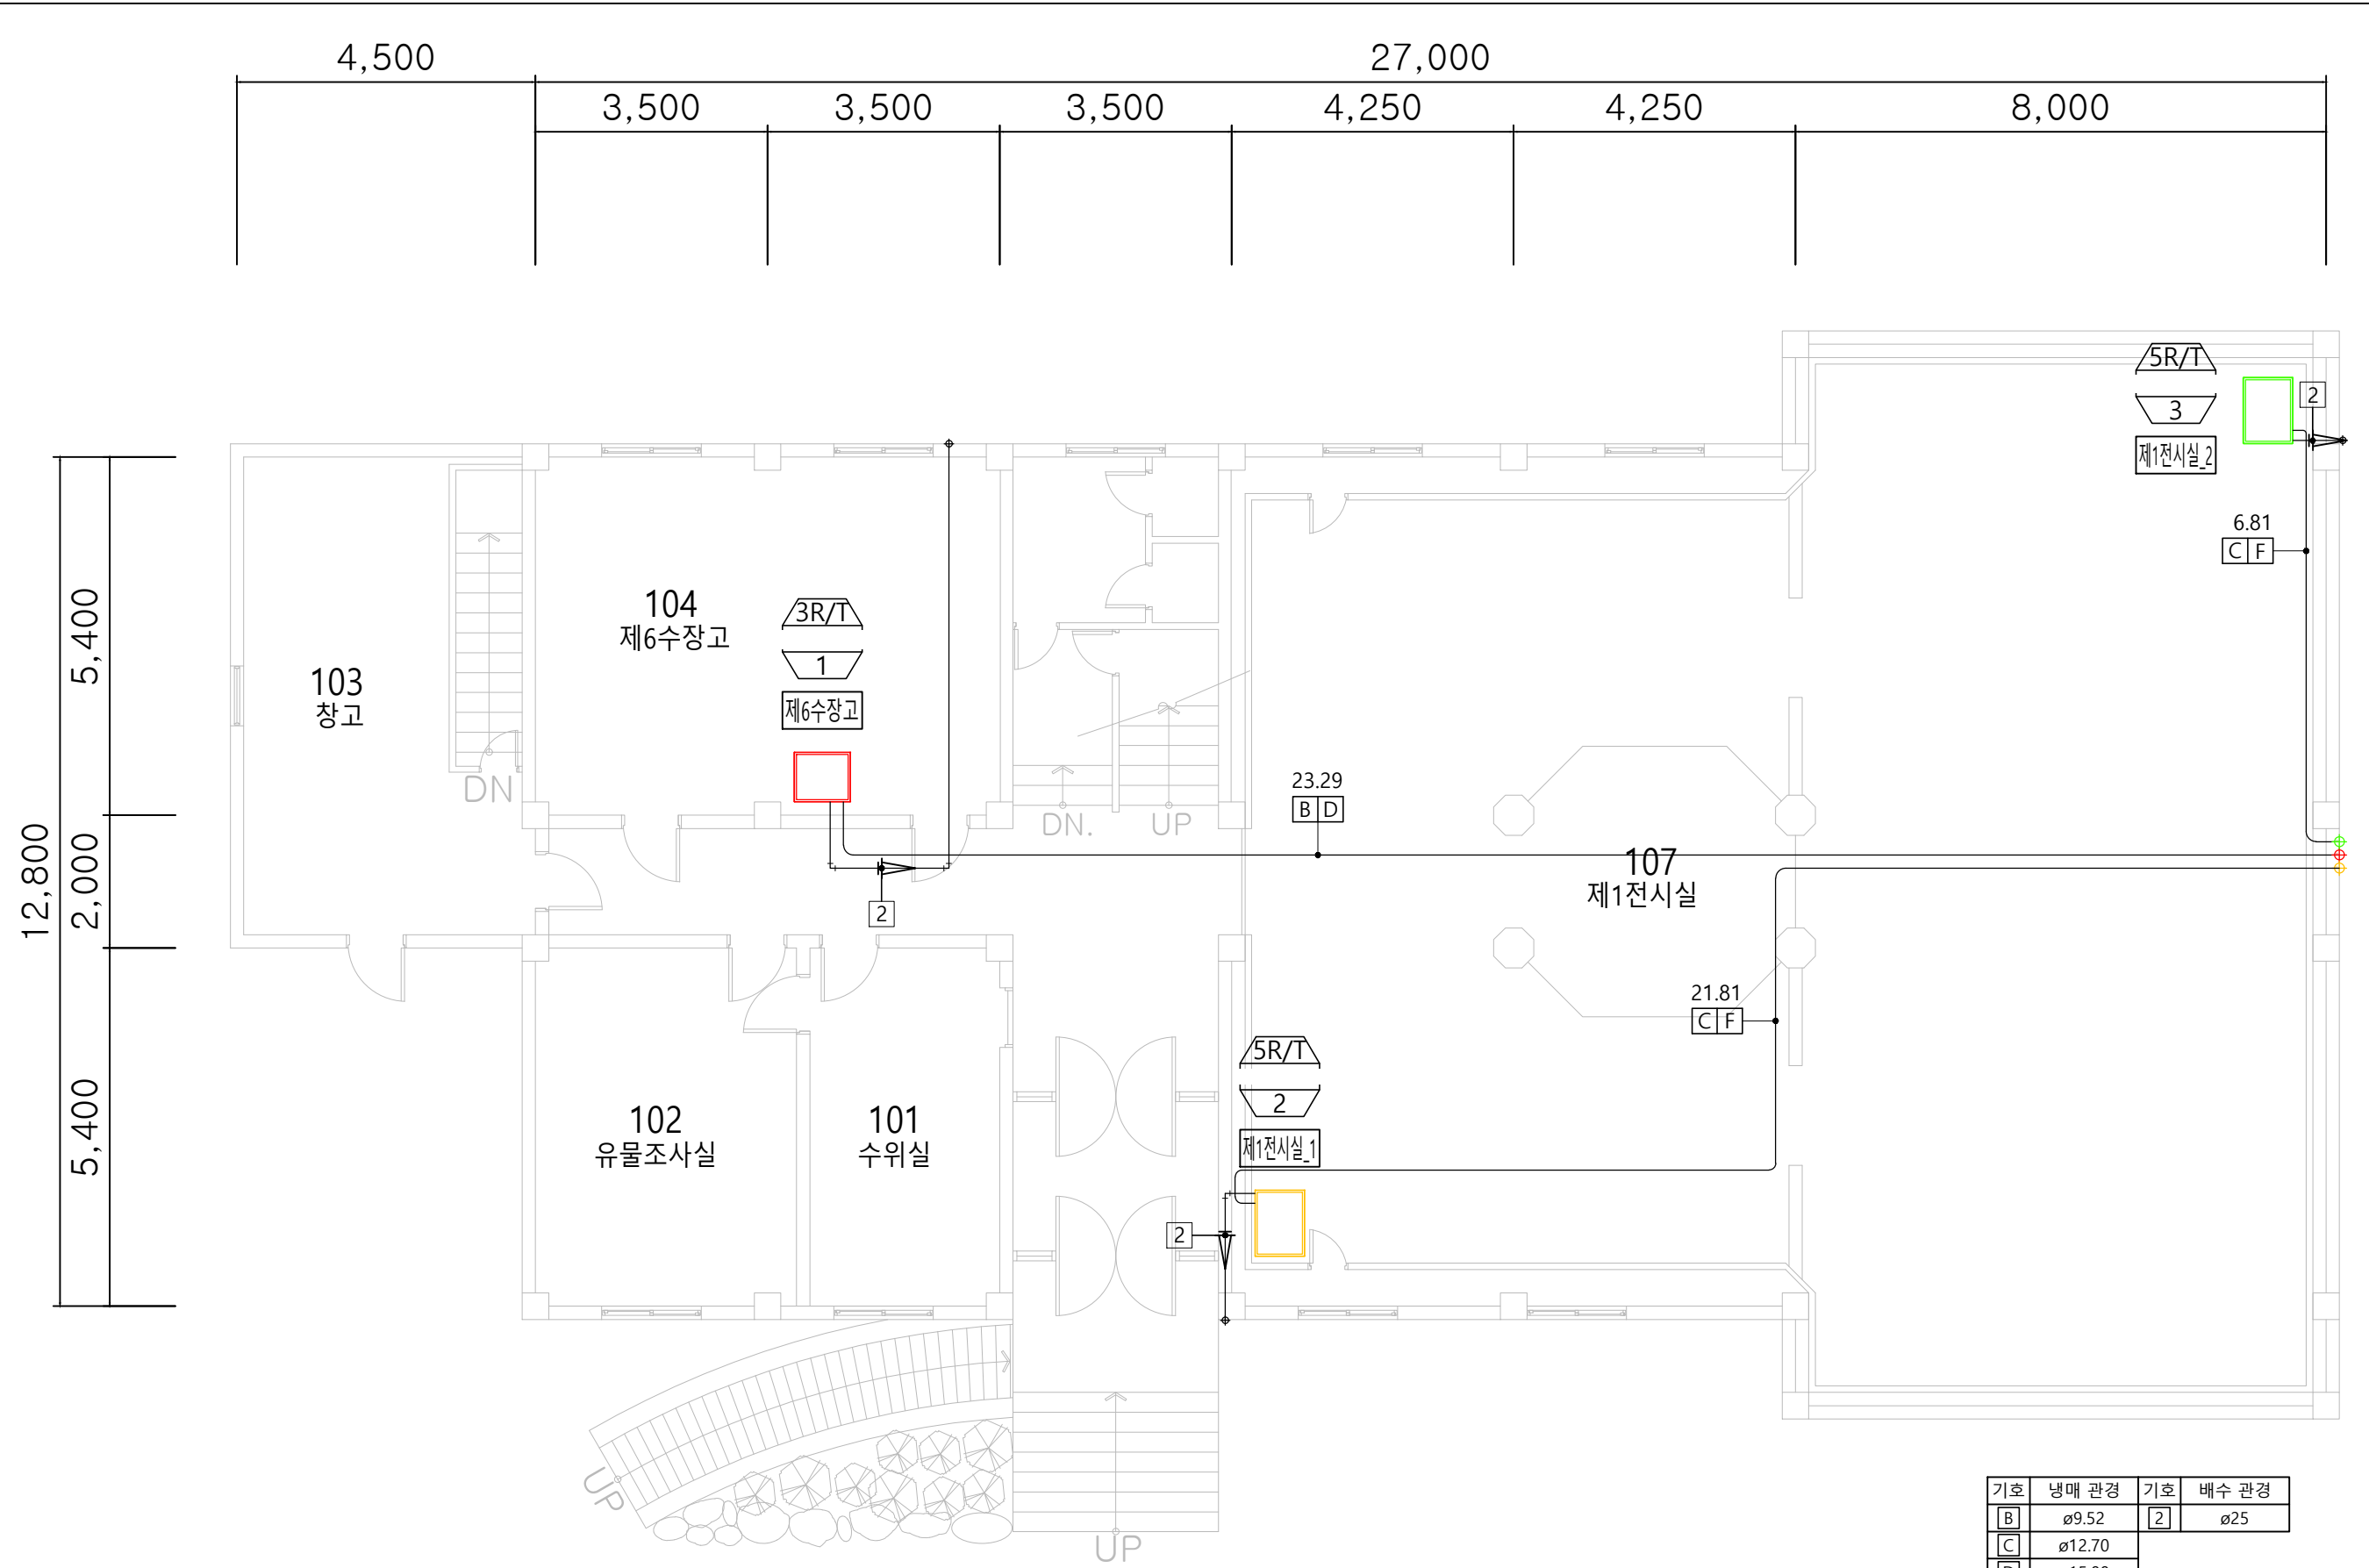 4,500
27,000
3,500
3,500
3,500
4,250
4,250
8,000
5R/T
3
2
제1전시실_2
6.81
C F
12,800
5,400
2,000
5,400
104
제6수장고
3R/T
1
제6수장고
103
창고
DN
DN.
UP
23.29
B D
107
제1전시실
2
21.81
C F
102
유물조사실
101
수위실
5R/T
2
제1전시실_1
2
UP
UP
기호 냉매 관경 기호 배수 관경
B ø9.52 2 ø25
C ø12.70